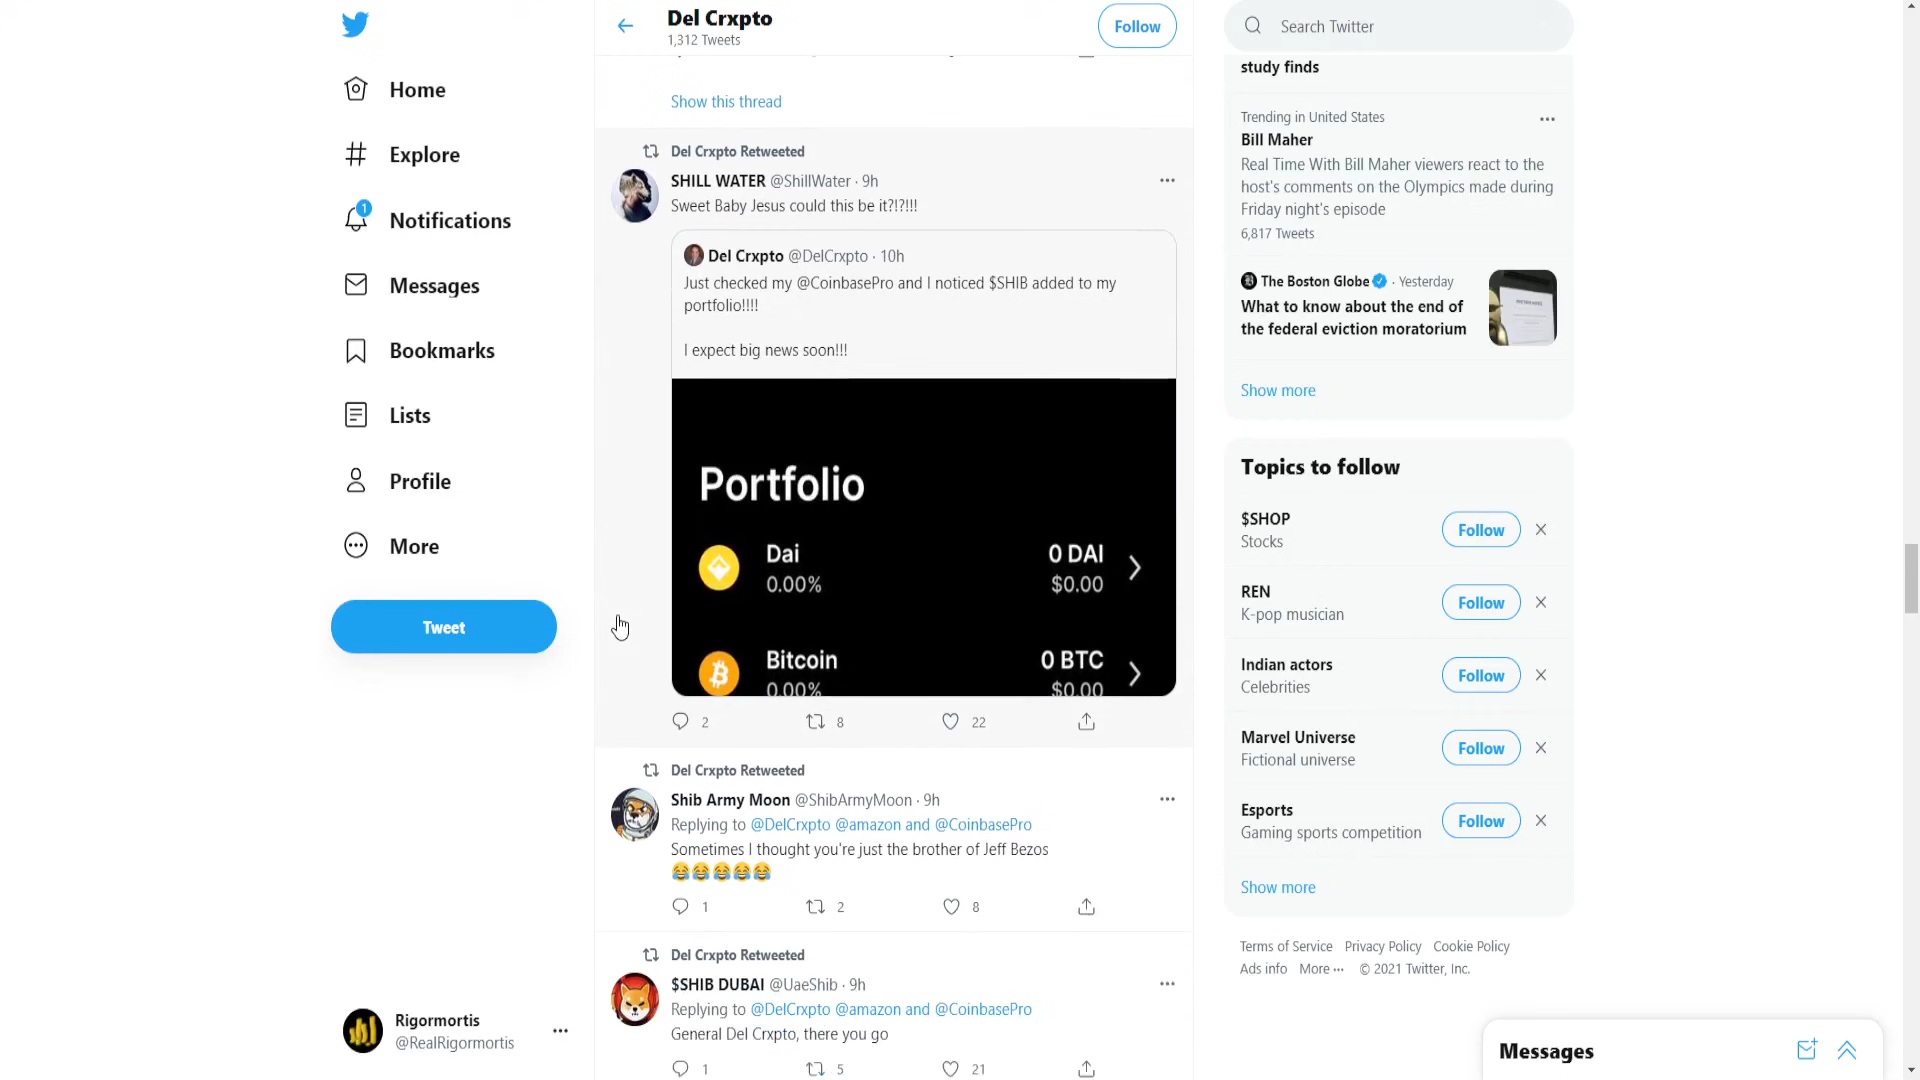 Home
Explore
1
Notifications
Messages
Bookmarks
Lists
Profile
More
Tweet
Rigormortis
@RealRigormortis
Del Crxpto
1,312 Tweets
Follow
Show this thread
Del Crxpto Retweeted
SHILL WATER @ShillWater · 9h
Sweet Baby Jesus could this be it?!?!!!
Del Crxpto @DelCrxpto · 10h
Just checked my @CoinbasePro and I noticed $SHIB added to my
portfolio!!!!
I expect big news soon!!!
Portfolio
Dai 0 DAI
0.00% $0.00
Bitcoin 0 BTC
0.00% $0.00
2 8 22
Del Crxpto Retweeted
Shib Army Moon @ShibArmyMoon · 9h
Replying to @DelCrxpto @amazon and @CoinbasePro
Sometimes I thought you're just the brother of Jeff Bezos
😂😂😂😂😂
1 2 8
Del Crxpto Retweeted
$SHIB DUBAI @UaeShib · 9h
Replying to @DelCrxpto @amazon and @CoinbasePro
General Del Crxpto, there you go
1 5 21
Search Twitter
study finds
Trending in United States
Bill Maher
Real Time With Bill Maher viewers react to the
host's comments on the Olympics made during
Friday night's episode
6,817 Tweets
The Boston Globe · Yesterday
What to know about the end of
the federal eviction moratorium
Show more
Topics to follow
$SHOP
Stocks
Follow
REN
K-pop musician
Follow
Indian actors
Celebrities
Follow
Marvel Universe
Fictional universe
Follow
Esports
Gaming sports competition
Follow
Show more
Terms of Service Privacy Policy Cookie Policy
Ads info More ··· © 2021 Twitter, Inc.
Messages